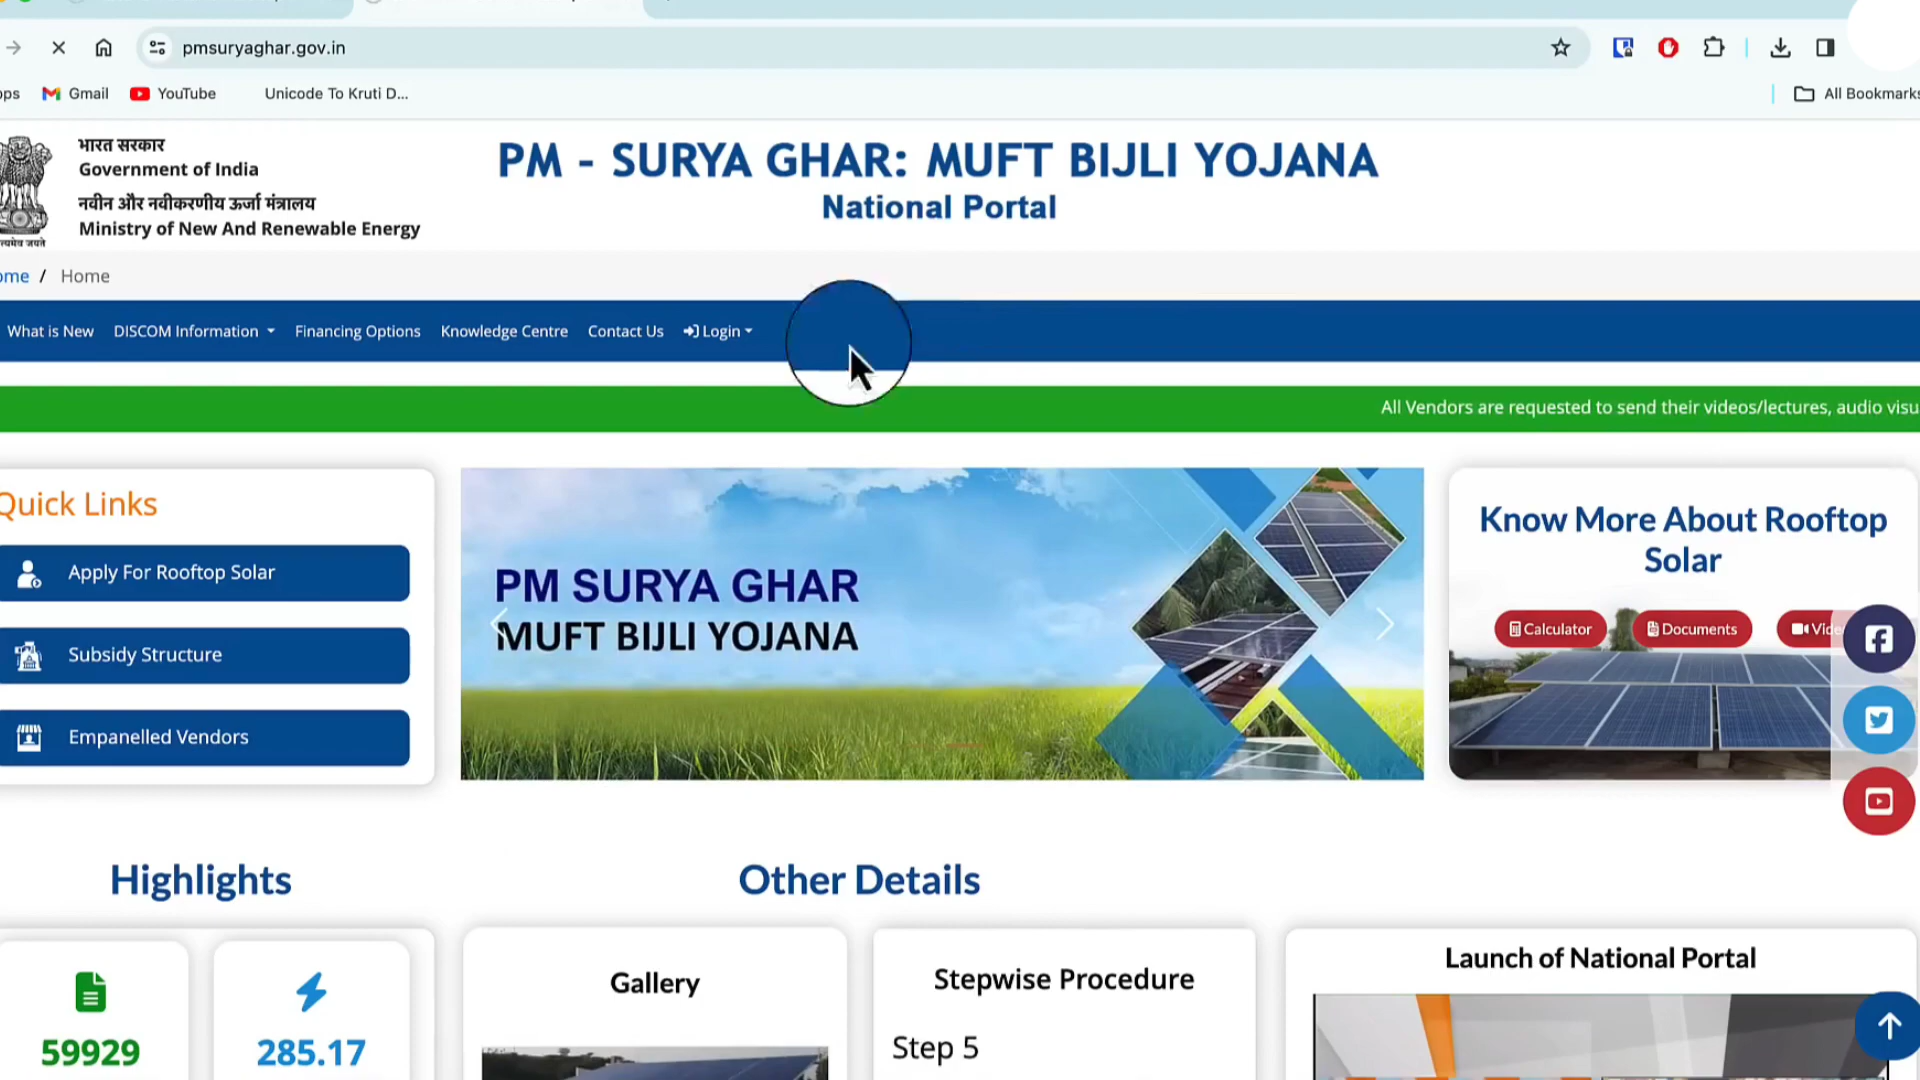 pmsuryaghar.gov.in
Gmail
YouTube
Unicode To Kruti D...
All Bookmarks
भारत सरकार
Government of India
नवीन और नवीकरणीय ऊर्जा मंत्रालय
Ministry of New And Renewable Energy
PM - SURYA GHAR: MUFT BIJLI YOJANA
National Portal
ome / Home
What is New
DISCOM Information
Financing Options
Knowledge Centre
Contact Us
Login
All Vendors are requested to send their videos/lectures, audio visu
Quick Links
Apply For Rooftop Solar
Subsidy Structure
Empanelled Vendors
PM SURYA GHAR
MUFT BIJLI YOJANA
Know More About Rooftop
Solar
Calculator
Documents
Vide
Highlights
Other Details
59929
285.17
Gallery
Stepwise Procedure
Step 5
Launch of National Portal